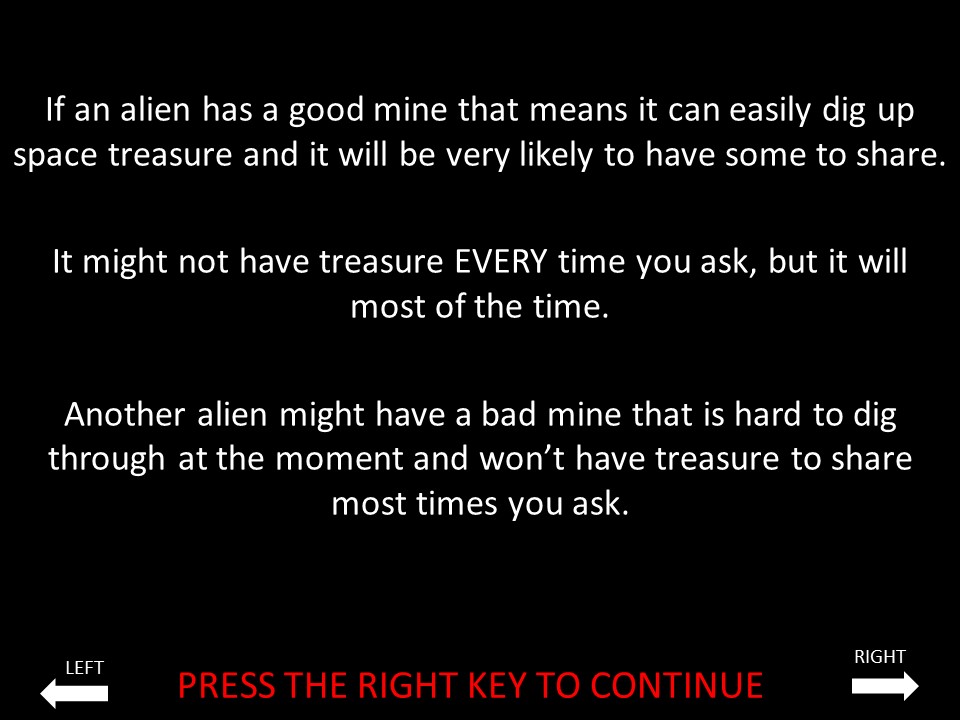 If an alien has a good mine that means it can easily dig up
space treasure and it will be very likely to have some to share.
It might not have treasure EVERY time you ask, but it will
most of the time.
Another alien might have a bad mine that is hard to dig
through at the moment and won’t have treasure to share
most times you ask.
LEFT
PRESS THE RIGHT KEY TO CONTINUE
RIGHT